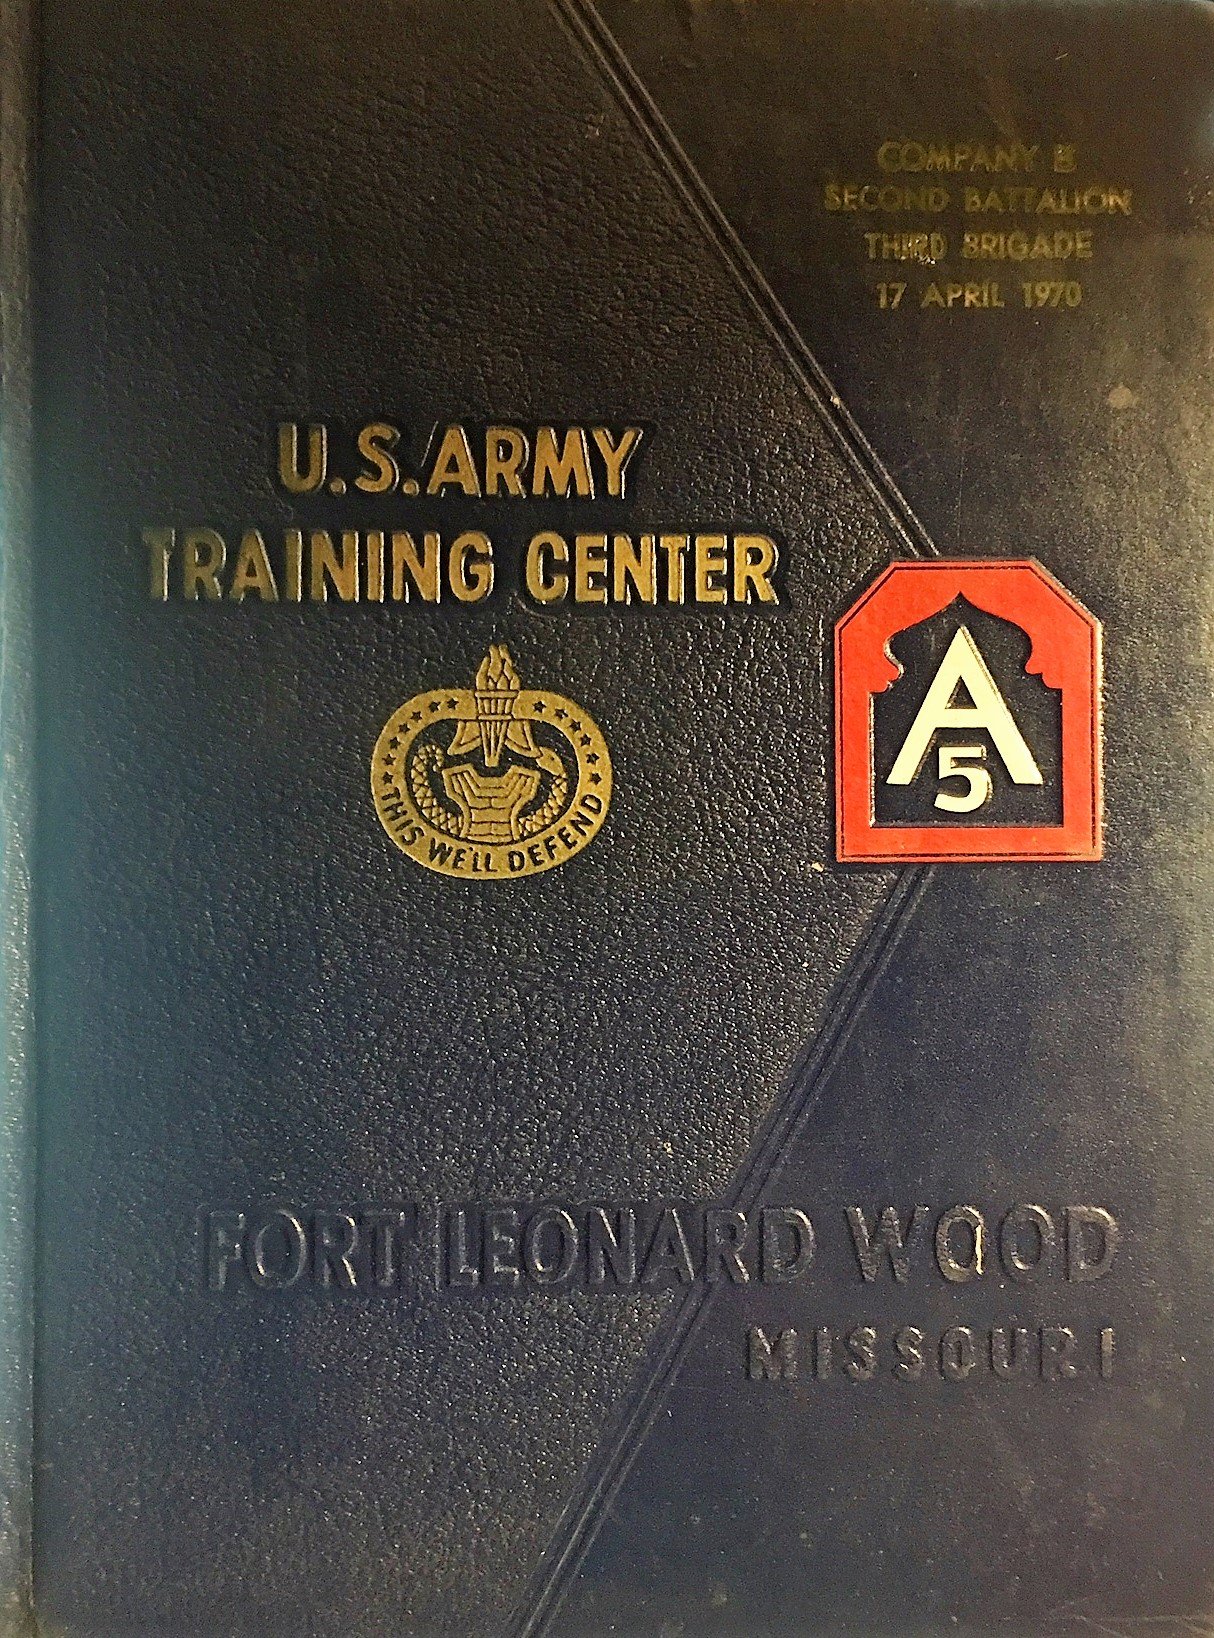 COMPANY B
SECOND BATTALION
THIRD BRIGADE
17 APRIL 1970
U.S. ARMY
TRAINING CENTER
THIS WE'LL DEFEND
A
5
FORT LEONARD WOOD
MISSOURI